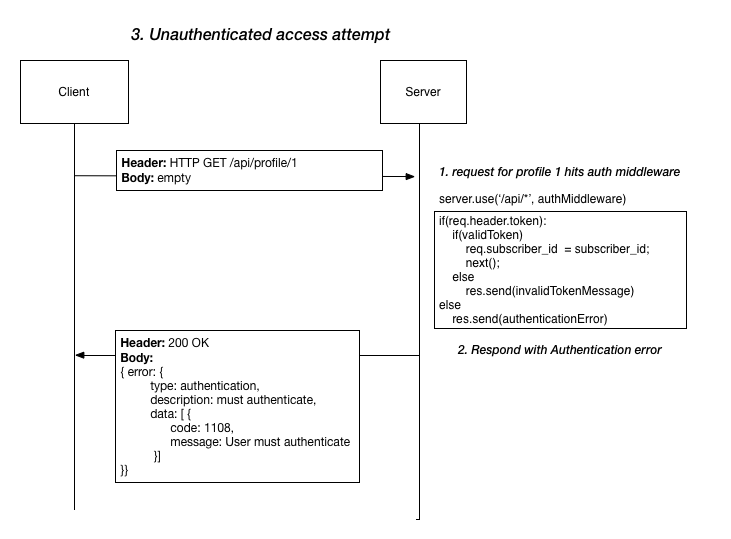 3. Unauthenticated access attempt
Client
Server
Header: HTTP GET /api/profile/1
Body: empty
1. request for profile 1 hits auth middleware
server.use('/api/*', authMiddleware)
if(req.header.token):
if(validToken)
req.subscriber_id = subscriber_id;
next();
else
res.send(invalidTokenMessage)
else
res.send(authenticationError)
2. Respond with Authentication error
Header: 200 OK
Body:
{ error: {
type: authentication,
description: must authenticate,
data: [ {
code: 1108,
message: User must authenticate
}]
}}